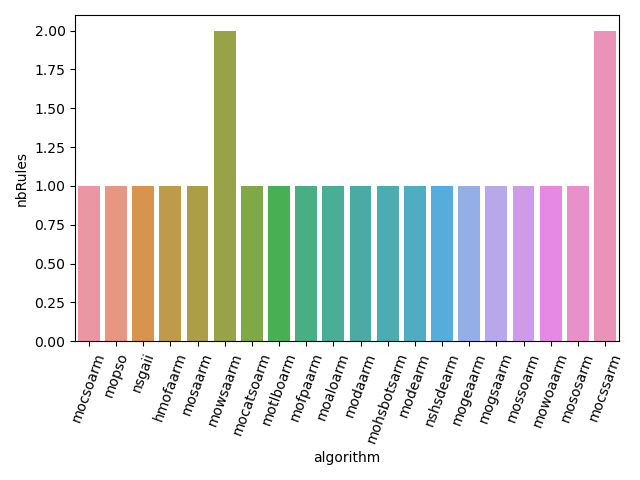 2.00
1.75
1.50
1.25
1.00
0.75
0.50
0.25
0.00
nbRules
mocsoarm
mopso
nsgaii
hmofaarm
mosaarm
mowsaarm
mocatsoarm
motlboarm
mofpaarm
moaloarm
modaarm
mohsbotsarm
modearm
nshsdearm
mogeaarm
mogsaarm
mossoarm
mowoaarm
mososarm
mocssarm
algorithm